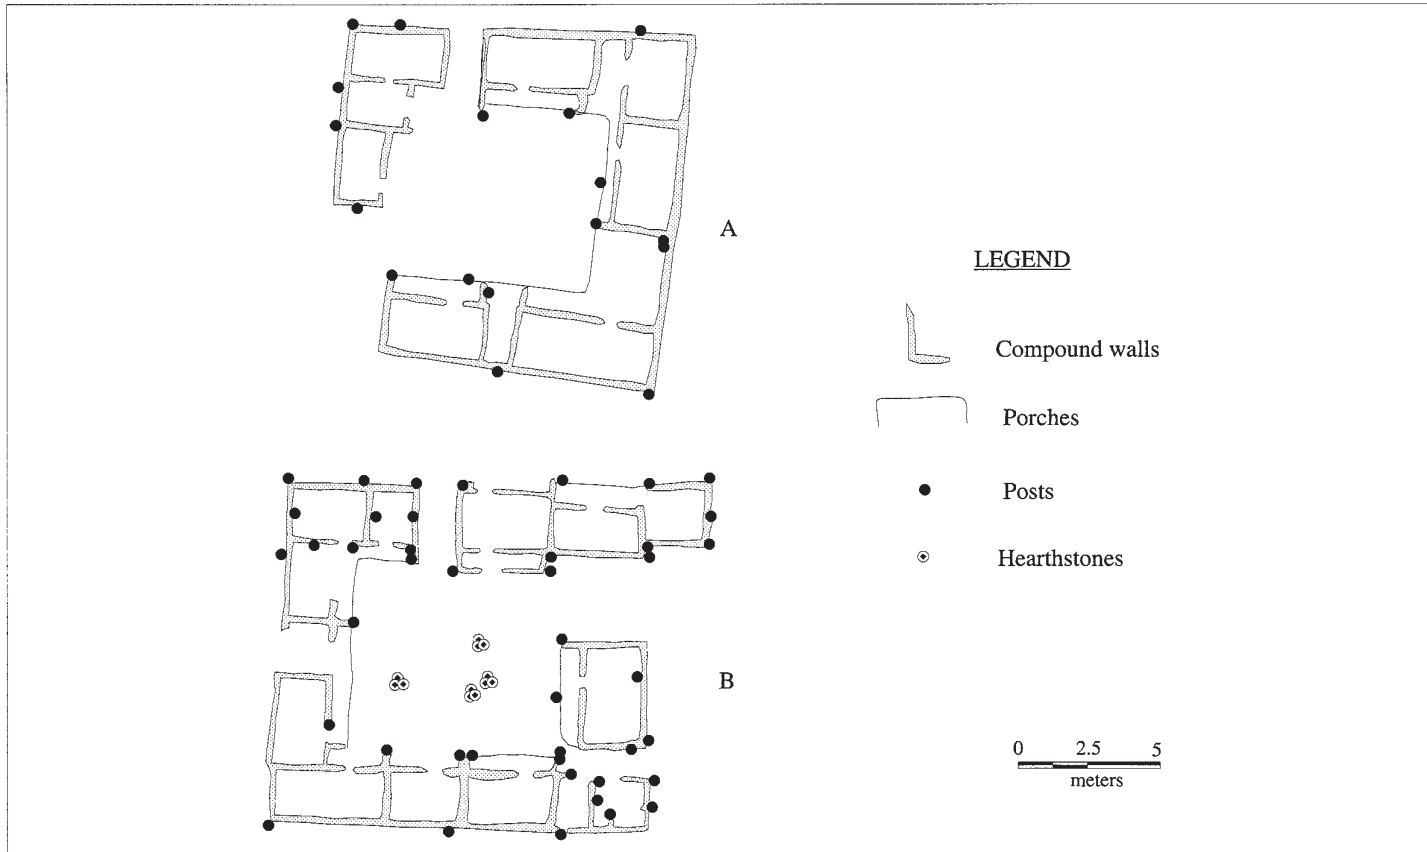 A
LEGEND
Compound walls
Porches
Posts
Hearthstones
B
0 2.5 5
meters